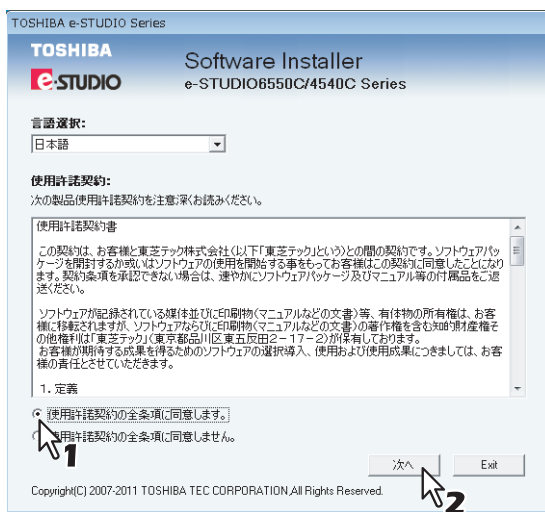 TOSHIBA e-STUDIO Series
TOSHIBA
e-STUDIO
Software Installer
e-STUDIO6550C/4540C Series
言語選択:
日本語
使用許諾契約:
次の製品使用許諾契約を注意深くお読みください。
使用許諾契約書
この契約は、お客様と東芝テック株式会社(以下「東芝テック」という)との間の契約です。ソフトウェアパッ
ケージを開封するか或いはソフトウェアの使用を開始する事をもってお客様はこの契約に同意したことになり
ます。契約条項を承認できない場合は、速やかにソフトウェアパッケージ及びマニュアル等の付属品をご返
送ください。
ソフトウェアが記録されている媒体並びに印刷物(マニュアルなどの文書)等、有体物の所有権は、お客
様に移転されますが、ソフトウェアならびに印刷物(マニュアルなどの文書)の著作権を含む知的財産権そ
の他権利は「東芝テック」(東京都品川区東五反田2-17-2)が保有しております。
お客様が期待する成果を得るためのソフトウェアの選択導入、使用および使用成果につきましては、お客
様の責任とさせていただきます。
1. 定義
使用許諾契約の全条項に同意します。
使用許諾契約の全条項に同意しません。
1
次へ
Exit
Copyright(C) 2007-2011 TOSHIBA TEC CORPORATION,All Rights Reserved.
2